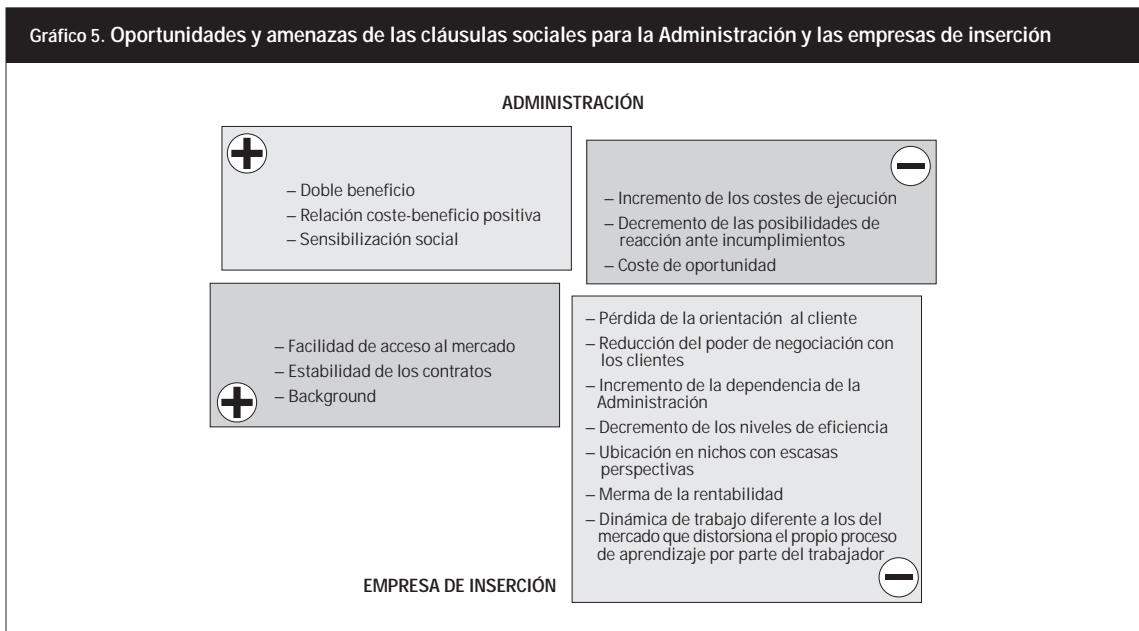 Gráfico 5. Oportunidades y amenazas de las cláusulas sociales para la Administración y las empresas de inserción
ADMINISTRACIÓN
– Doble beneficio
– Relación coste-beneficio positiva
– Sensibilización social
– Incremento de los costes de ejecución
– Decremento de las posibilidades de
reacción ante incumplimientos
– Coste de oportunidad
– Facilidad de acceso al mercado
– Estabilidad de los contratos
– Background
– Pérdida de la orientación al cliente
– Reducción del poder de negociación con
los clientes
– Incremento de la dependencia de la
Administración
– Decremento de los niveles de eficiencia
– Ubicación en nichos con escasas
perspectivas
– Merma de la rentabilidad
– Dinámica de trabajo diferente a los del
mercado que distorsiona el propio proceso
de aprendizaje por parte del trabajador
EMPRESA DE INSERCIÓN